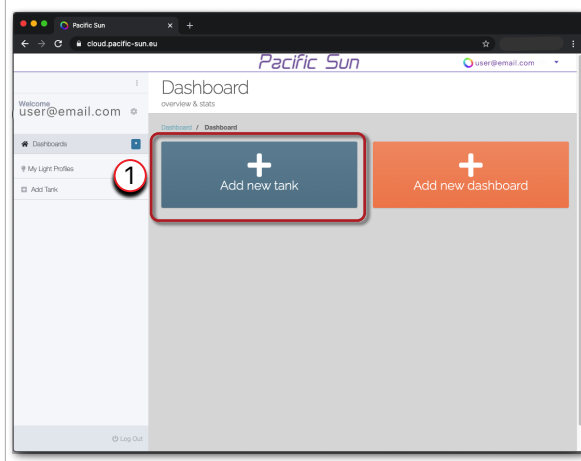 Pacific Sun
cloud.pacific-sun.eu
Pacific Sun
user@email.com
Dashboard
overview & stats
Welcome
user@email.com
Dashboard / Dashboard
Dashboards
My Light Profiles
Add Tank
1
Add new tank
Add new dashboard
Log Out